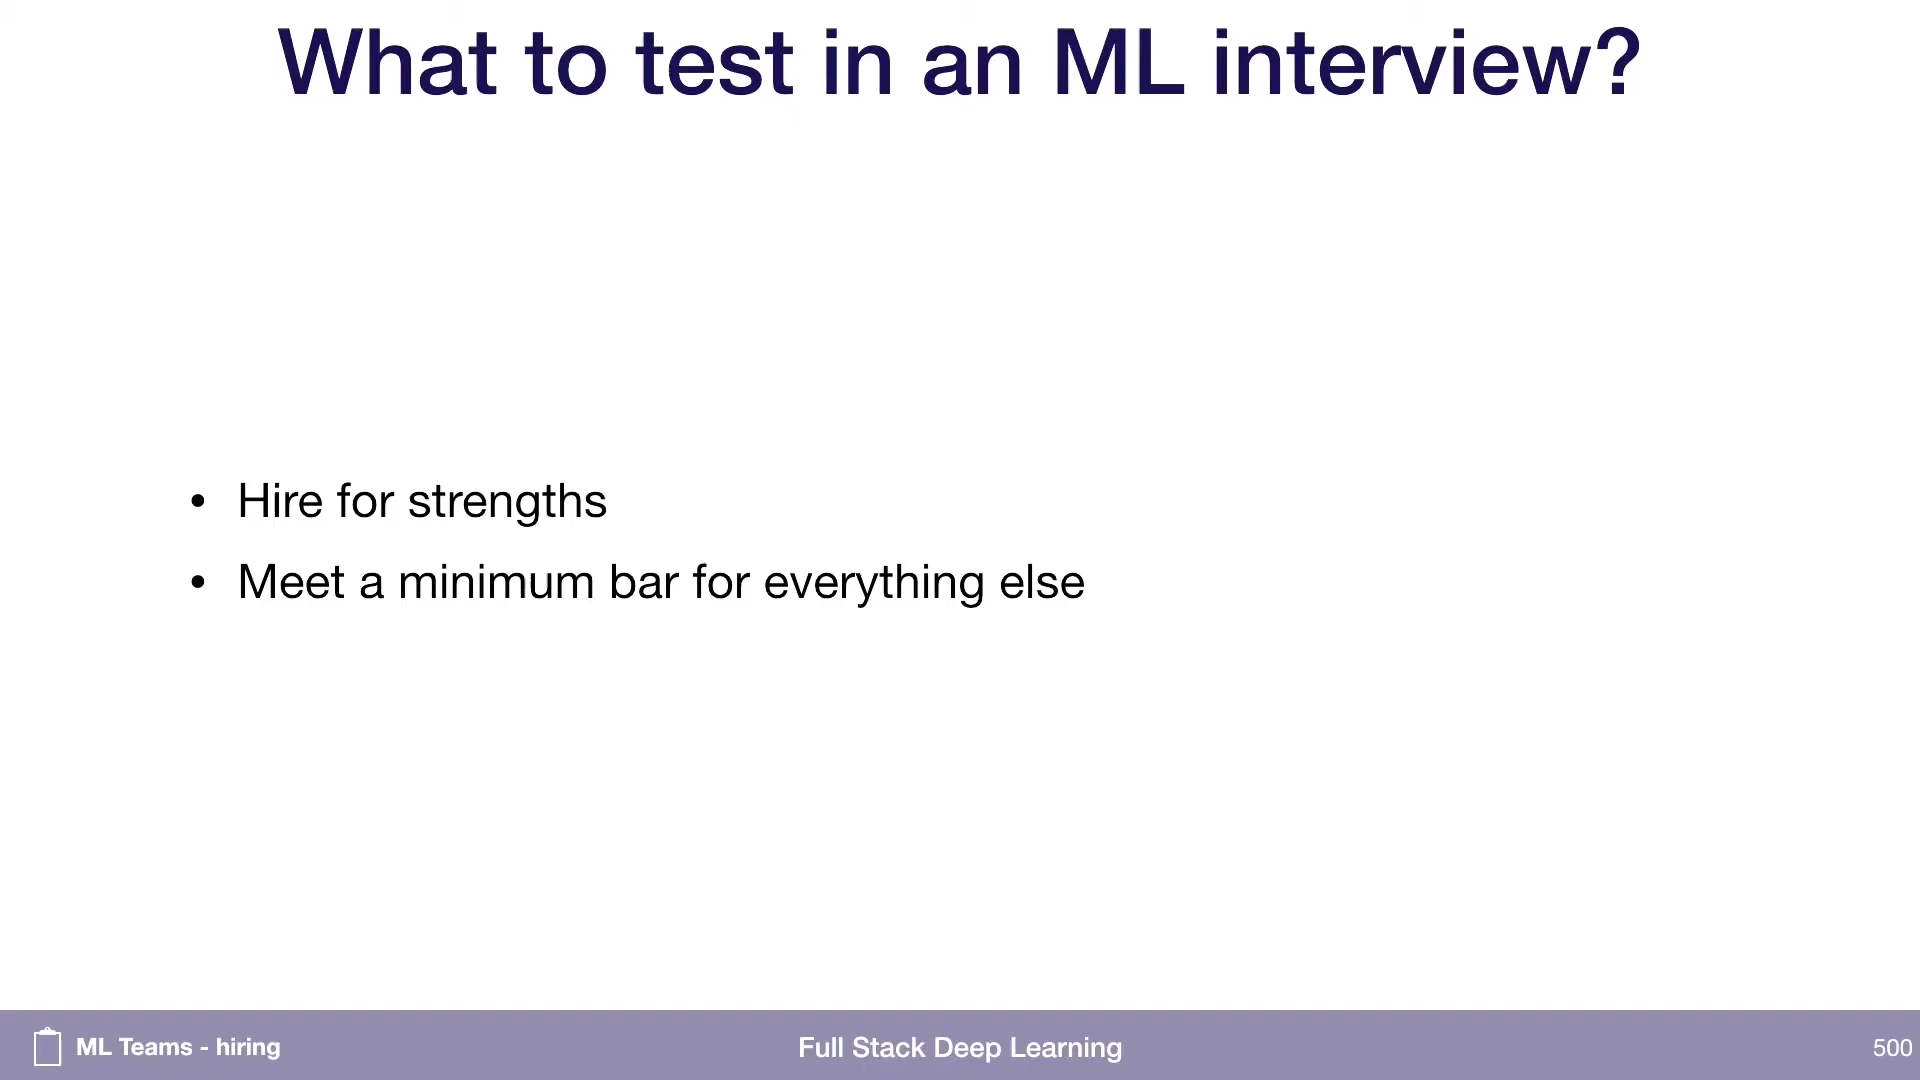 What to test in an ML interview?
• Hire for strengths
• Meet a minimum bar for everything else
ML Teams - hiring
Full Stack Deep Learning
500